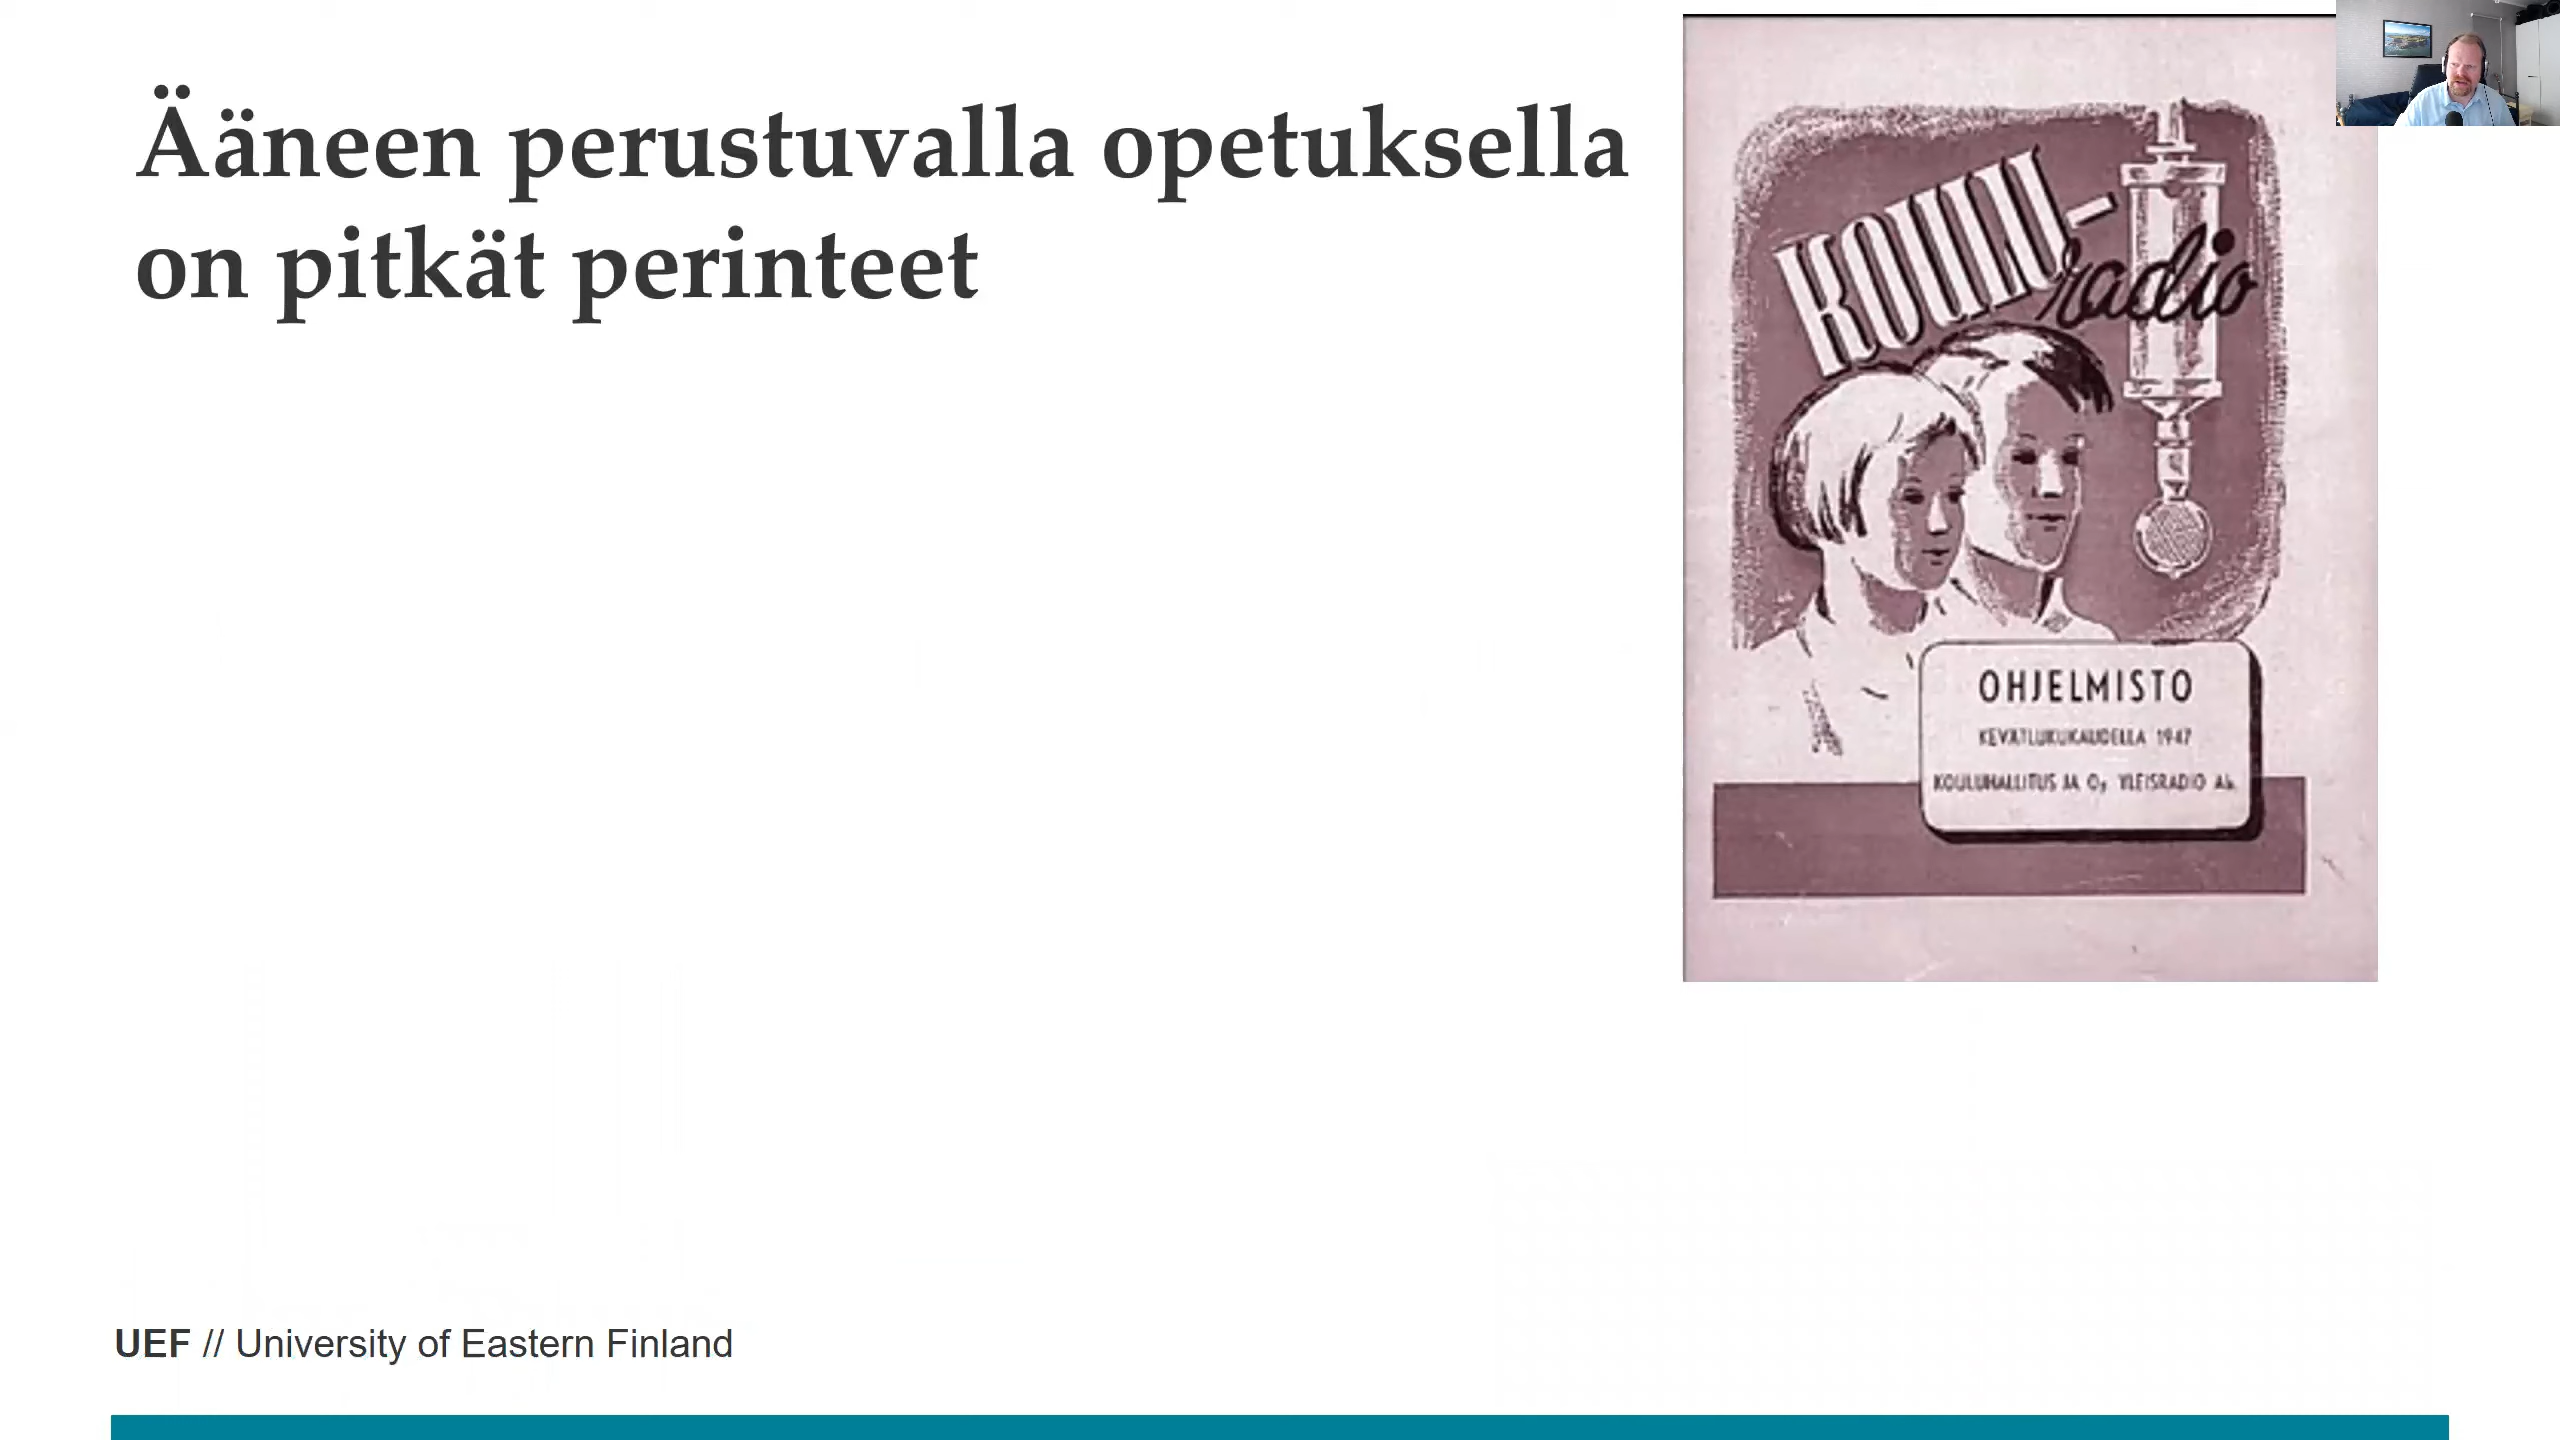 Ääneen perustuvalla opetuksella
on pitkät perinteet
KOULU-
radio
OHJELMISTO
KEVÄTLUKUKAUDELLA 1947
KOULUHALLITUS JA Oy YLEISRADIO Ab.
UEF // University of Eastern Finland